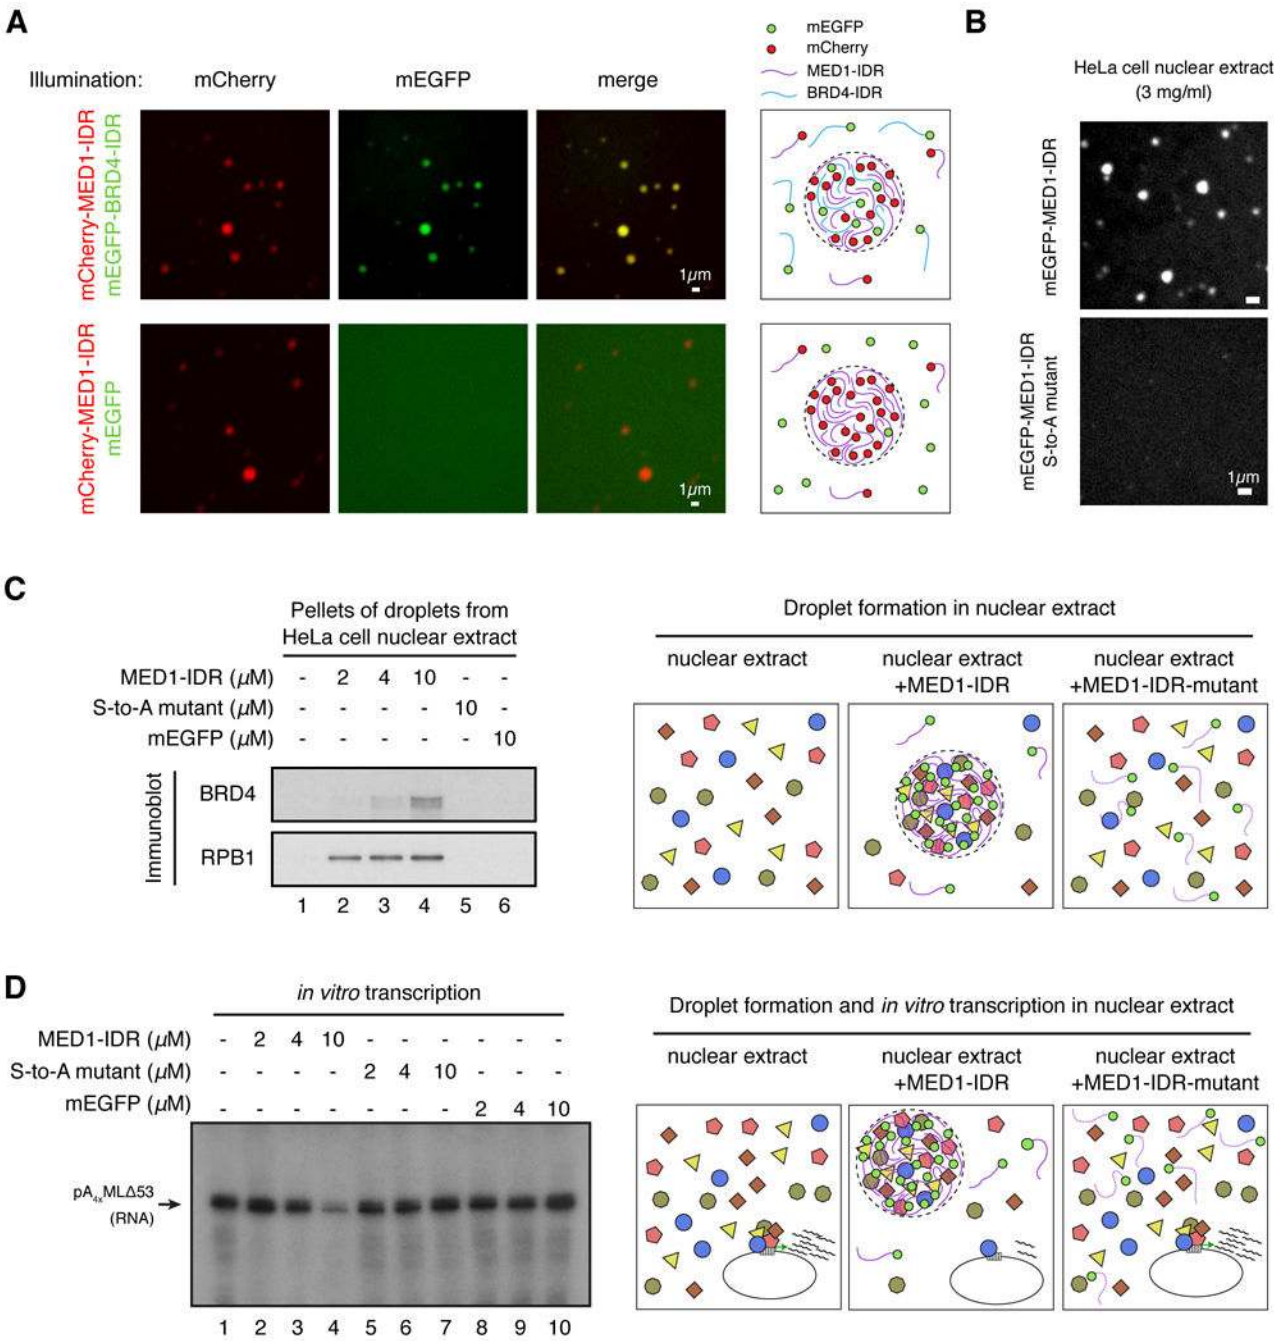 A
Illumination:
mCherry
mEGFP
merge
mCherry-MED1-IDR
mEGFP-BRD4-IDR
1μm
mCherry-MED1-IDR
mEGFP
1μm
mEGFP
mCherry
MED1-IDR
BRD4-IDR
B
HeLa cell nuclear extract
(3 mg/ml)
mEGFP-MED1-IDR
mEGFP-MED1-IDR
S-to-A mutant
1μm
C
Pellets of droplets from
HeLa cell nuclear extract
MED1-IDR (μM) - 2 4 10 - -
S-to-A mutant (μM) - - - - 10 -
mEGFP (μM) - - - - - 10
Immunoblot
BRD4
RPB1
1 2 3 4 5 6
Droplet formation in nuclear extract
nuclear extract
nuclear extract
+MED1-IDR
nuclear extract
+MED1-IDR-mutant
D
in vitro transcription
MED1-IDR (μM) - 2 4 10 - - - - - -
S-to-A mutant (μM) - - - - 2 4 10 - - -
mEGFP (μM) - - - - - - - 2 4 10
pA4xMLΔ53
(RNA)
1 2 3 4 5 6 7 8 9 10
Droplet formation and in vitro transcription in nuclear extract
nuclear extract
nuclear extract
+MED1-IDR
nuclear extract
+MED1-IDR-mutant